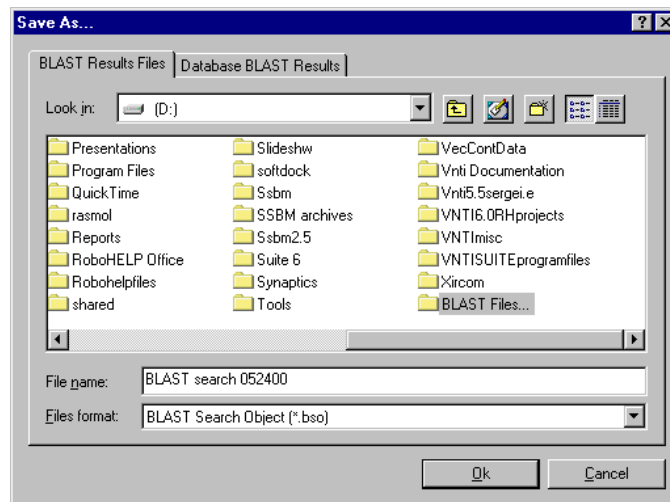 Save As...
BLAST Results Files Database BLAST Results
Look in: (D:)
Presentations Slideshw VecContData
Program Files softdock Vnti Documentation
QuickTime Ssbm Vnti5.5sergei.e
rasmol SSBM archives VNTI6.0RHprojects
Reports Ssbm2.5 VNTImisc
RoboHELP Office Suite 6 VNTISUITEprogramfiles
Robohelpfiles Synaptics Xircom
shared Tools BLAST Files...
File name: BLAST search 052400
Files format: BLAST Search Object (*.bso)
Ok Cancel